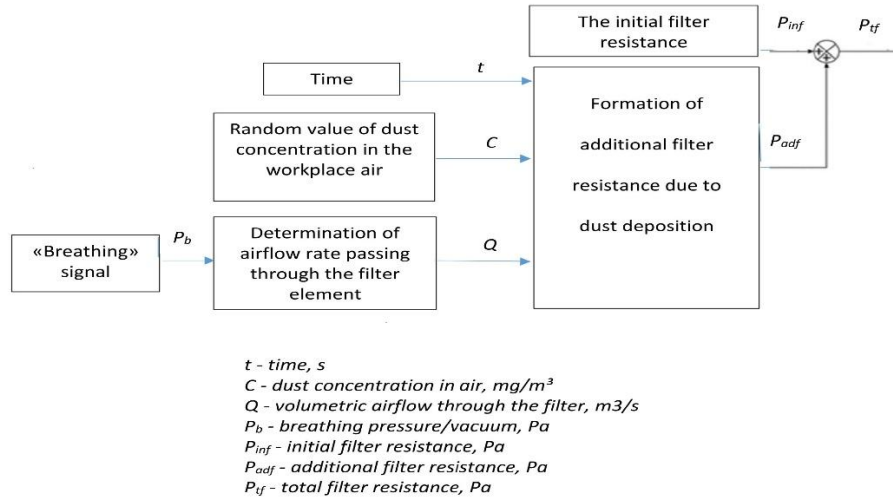 The initial filter
resistance
P_inf
P_tf
Time
t
Formation of
additional filter
resistance due to
dust deposition
P_adf
Random value of dust
concentration in the
workplace air
C
«Breathing»
signal
P_b
Determination of
airflow rate passing
through the filter
element
Q
t - time, s
C - dust concentration in air, mg/m³
Q - volumetric airflow through the filter, m3/s
P_b - breathing pressure/vacuum, Pa
P_inf - initial filter resistance, Pa
P_adf - additional filter resistance, Pa
P_tf - total filter resistance, Pa